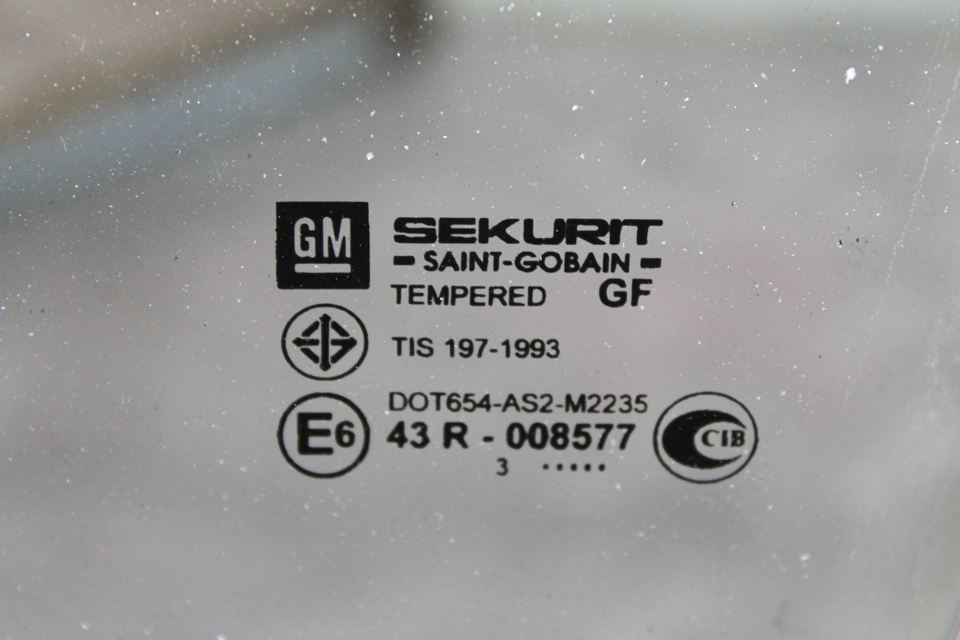 GM
SEKURIT
SAINT-GOBAIN
TEMPERED GF
TIS 197-1993
DOT654-AS2-M2235
E6 43 R - 008577
CIB
3 .....